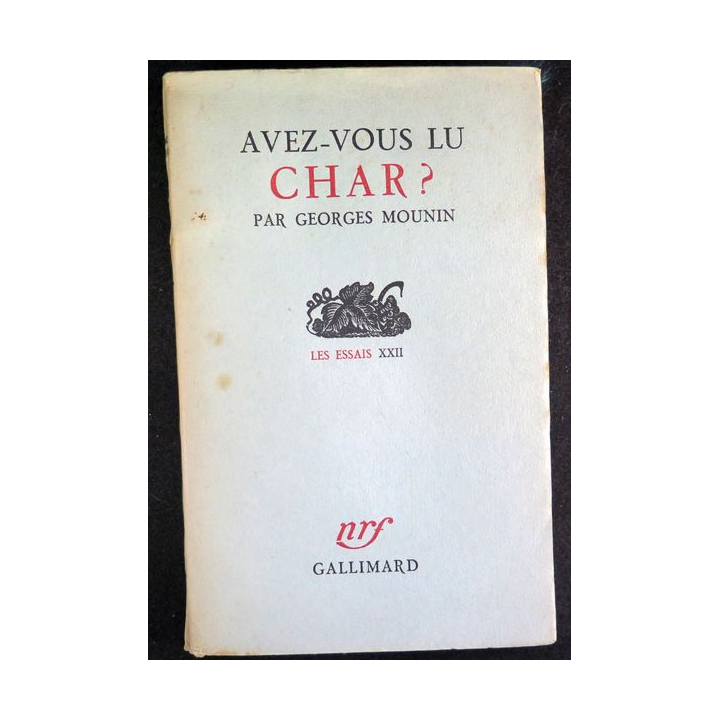 AVEZ-VOUS LU
CHAR?
PAR GEORGES MOUNIN
LES ESSAIS XXII
nrf
GALLIMARD